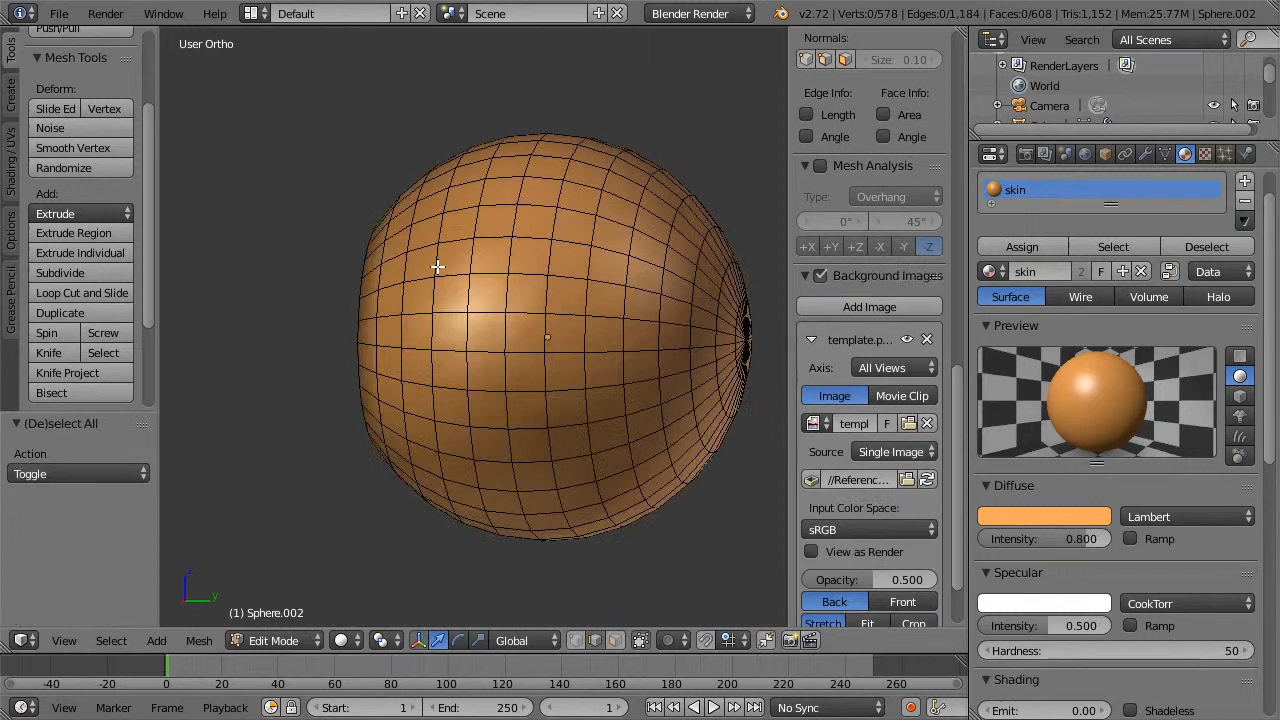 File Render Window Help Default Scene Blender Render v2.72 | Verts:0/578 | Edges:0/1,184 | Faces:0/608 | Tris:1,152 | Mem:25.77M | Sphere.002
Push/Pull
Mesh Tools
Deform:
Slide Ed Vertex
Noise
Smooth Vertex
Randomize
Add:
Extrude
Extrude Region
Extrude Individual
Subdivide
Loop Cut and Slide
Duplicate
Spin Screw
Knife Select
Knife Project
Bisect
(De)select All
Action
Toggle
Tools
Create
Shading / UVs
Options
Grease Pencil
User Ortho
z
y
(1) Sphere.002
Normals:
Size: 0.10
Edge Info: Face Info:
Length Area
Angle Angle
Mesh Analysis
Type: Overhang
0° 45°
+X +Y +Z -X -Y -Z
Background Images
Add Image
template.p...
Axis: All Views
Image Movie Clip
templ F
Source Single Image
//Referenc...
Input Color Space:
sRGB
View as Render
Opacity: 0.500
Back Front
Stretch Fit Crop
View Search All Scenes
RenderLayers
World
Camera
skin
Assign Select Deselect
skin 2 F Data
Surface Wire Volume Halo
Preview
Diffuse
Lambert
Intensity: 0.800 Ramp
Specular
CookTorr
Intensity: 0.500 Ramp
Hardness: 50
Shading
Emit: 0.00 Shadeless
View Select Add Mesh Edit Mode Global
-40 -20 0 20 40 60 80 100 120 140 160 180 200 220 240 260
View Marker Frame Playback Start: 1 End: 250 1 No Sync